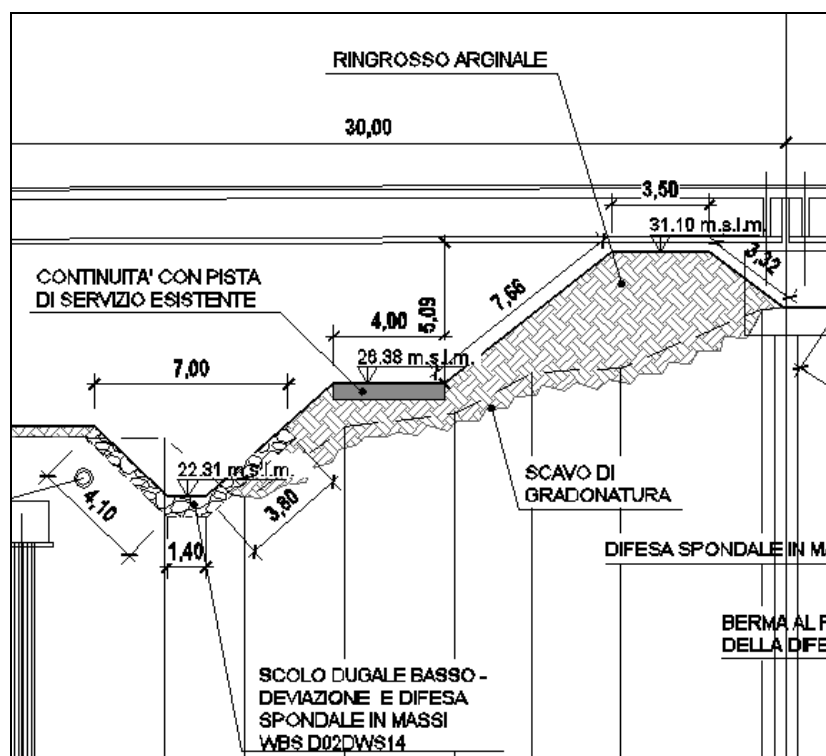 RINGROSSO ARGINALE
30,00
3,50
31.10 m.s.l.m.
3,32
CONTINUITA' CON PISTA
DI SERVIZIO ESISTENTE
7,66
5,09
4,00
26.38 m.s.l.m.
7,00
22.31 m.s.l.m.
SCAVO DI
GRADONATURA
4,10
3,80
1,40
DIFESA SPONDALE IN MA
BERMA AL P
DELLA DIFE
SCOLO DUGALE BASSO -
DEVIAZIONE E DIFESA
SPONDALE IN MASSI
WBS D02DWS14